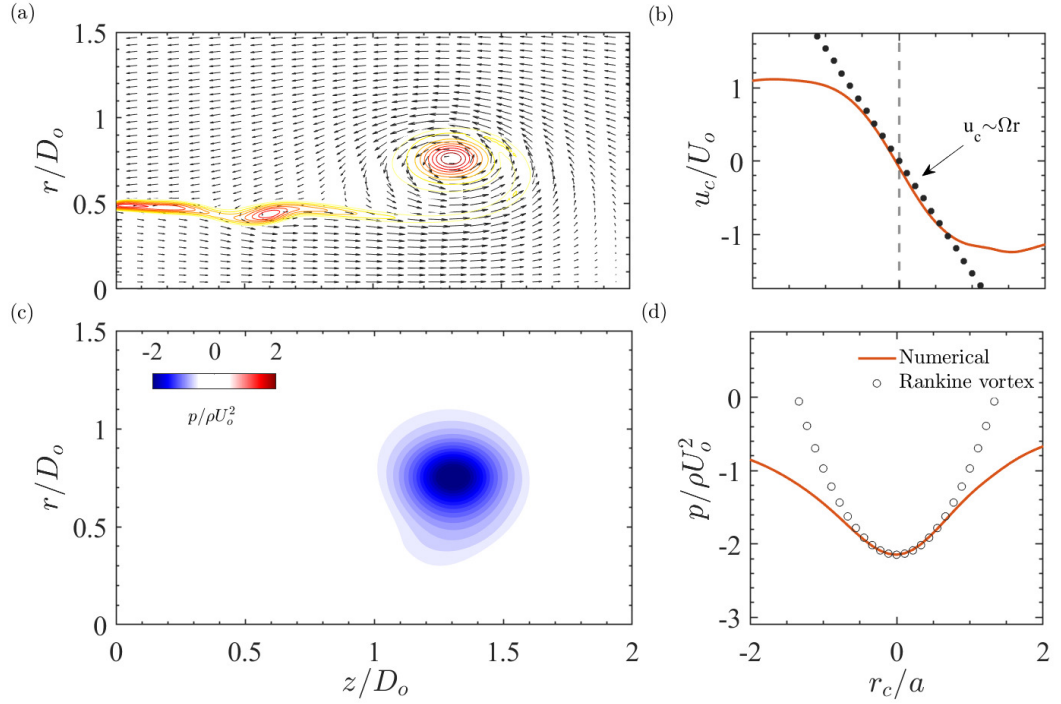 (a)
1.5
1
0.5
0
r/D_o
(b)
1
0
-1
u_c/U_o
u_c~Ωr
(c)
1.5
1
0.5
0
r/D_o
-2 0 2
p/ρU_o^2
0 0.5 1 1.5 2
z/D_o
(d)
0
-1
-2
-3
p/ρU_o^2
Numerical
Rankine vortex
-2 0 2
r_c/a